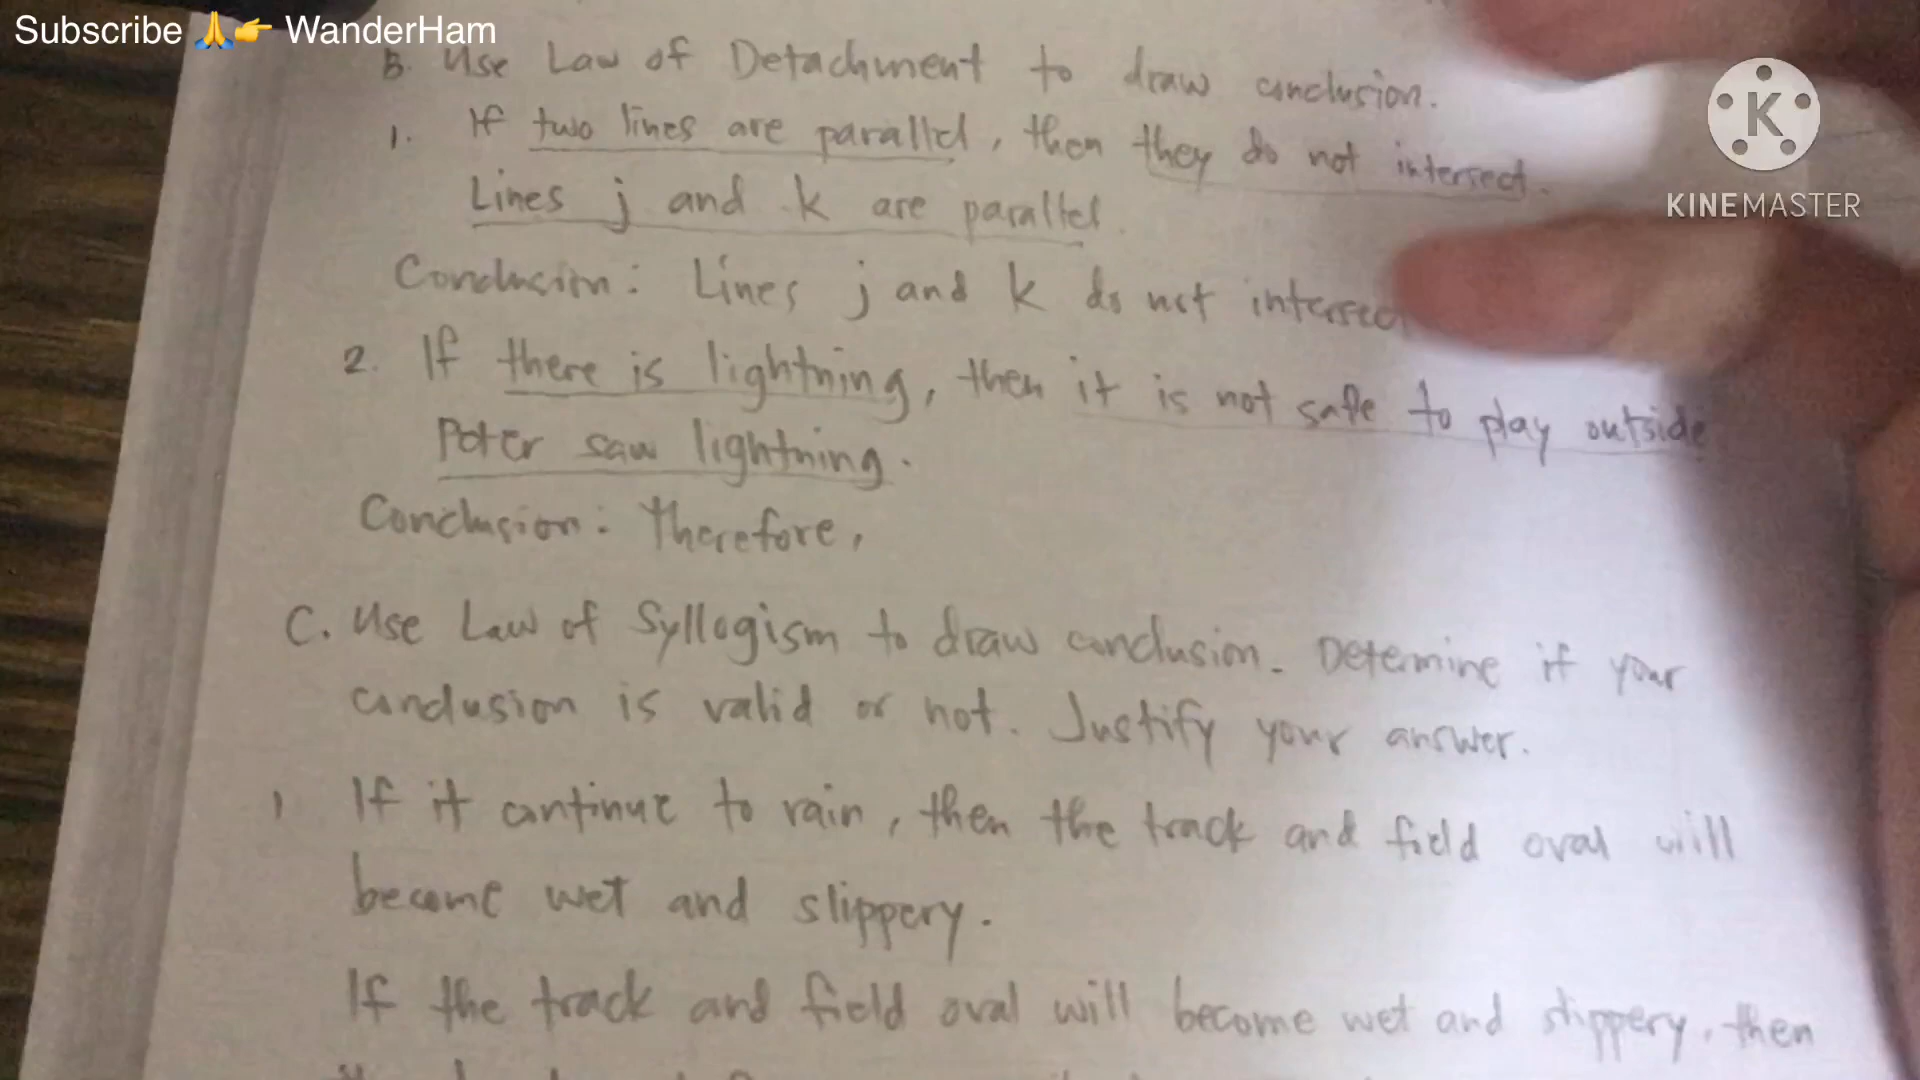 Subscribe 🙏👉 WanderHam
B. Use Law of Detachment to draw conclusion.
1. If two lines are parallel, then they do not intersect.
Lines j and k are parallel.
Conclusion: Lines j and k do not intersec
2. If there is lightning, then it is not safe to play outside
Peter saw lightning.
Conclusion: Therefore,
C. Use Law of Syllogism to draw conclusion. Determine if your
conclusion is valid or not. Justify your answer.
1 If it continue to rain, then the track and field oval will
become wet and slippery.
If the track and field oval will become wet and slippery, then
K
KINEMASTER